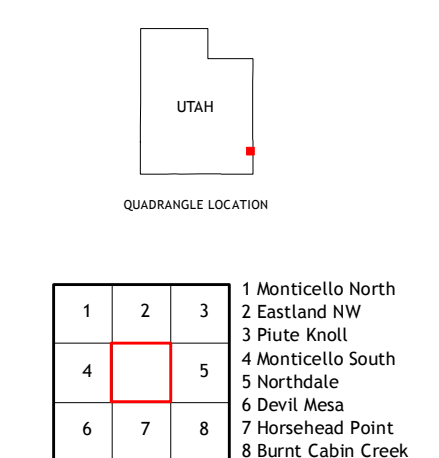 UTAH
QUADRANGLE LOCATION
1 2 3
4 5
6 7 8
1 Monticello North
2 Eastland NW
3 Piute Knoll
4 Monticello South
5 Northdale
6 Devil Mesa
7 Horsehead Point
8 Burnt Cabin Creek